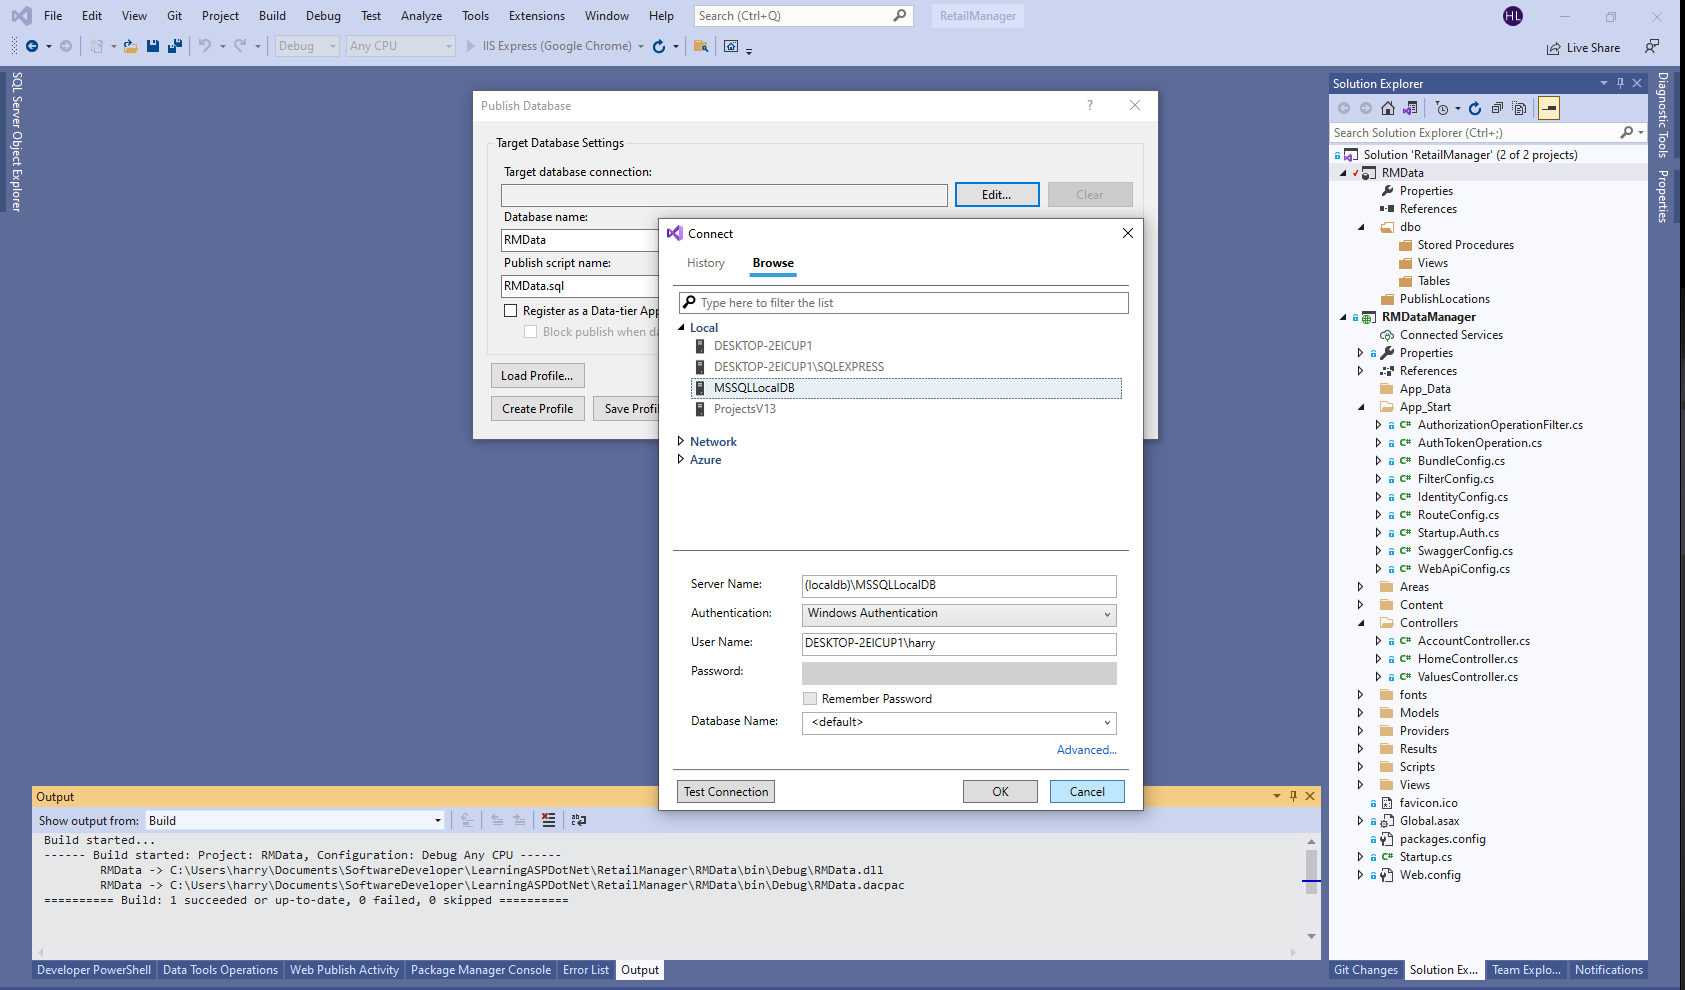 File Edit View Git Project Build Debug Test Analyze Tools Extensions Window Help Search (Ctrl+Q) RetailManager HL
Debug Any CPU IIS Express (Google Chrome) Live Share
SQL Server Object Explorer
Publish Database ?
Target Database Settings
Target database connection:
Edit... Clear
Database name:
RMData
Publish script name:
RMData.sql
Register as a Data-tier App
Block publish when da
Load Profile...
Create Profile Save Profil
Connect
History Browse
Type here to filter the list
Local
DESKTOP-2EICUP1
DESKTOP-2EICUP1\SQLEXPRESS
MSSQLLocalDB
ProjectsV13
Network
Azure
Server Name: (localdb)\MSSQLLocalDB
Authentication: Windows Authentication
User Name: DESKTOP-2EICUP1\harry
Password:
Remember Password
Database Name: <default>
Advanced...
Test Connection OK Cancel
Output
Show output from: Build
Build started...
------ Build started: Project: RMData, Configuration: Debug Any CPU ------
RMData -> C:\Users\harry\Documents\SoftwareDeveloper\LearningASPDotNet\RetailManager\RMData\bin\Debug\RMData.dll
RMData -> C:\Users\harry\Documents\SoftwareDeveloper\LearningASPDotNet\RetailManager\RMData\bin\Debug\RMData.dacpac
========== Build: 1 succeeded or up-to-date, 0 failed, 0 skipped ==========
Developer PowerShell Data Tools Operations Web Publish Activity Package Manager Console Error List Output
Solution Explorer
Search Solution Explorer (Ctrl+;)
Solution 'RetailManager' (2 of 2 projects)
RMData
Properties
References
dbo
Stored Procedures
Views
Tables
PublishLocations
RMDataManager
Connected Services
Properties
References
App_Data
App_Start
C# AuthorizationOperationFilter.cs
C# AuthTokenOperation.cs
C# BundleConfig.cs
C# FilterConfig.cs
C# IdentityConfig.cs
C# RouteConfig.cs
C# Startup.Auth.cs
C# SwaggerConfig.cs
C# WebApiConfig.cs
Areas
Content
Controllers
C# AccountController.cs
C# HomeController.cs
C# ValuesController.cs
fonts
Models
Providers
Results
Scripts
Views
favicon.ico
Global.asax
packages.config
C# Startup.cs
Web.config
Git Changes Solution Ex... Team Explo... Notifications
Diagnostic Tools
Properties